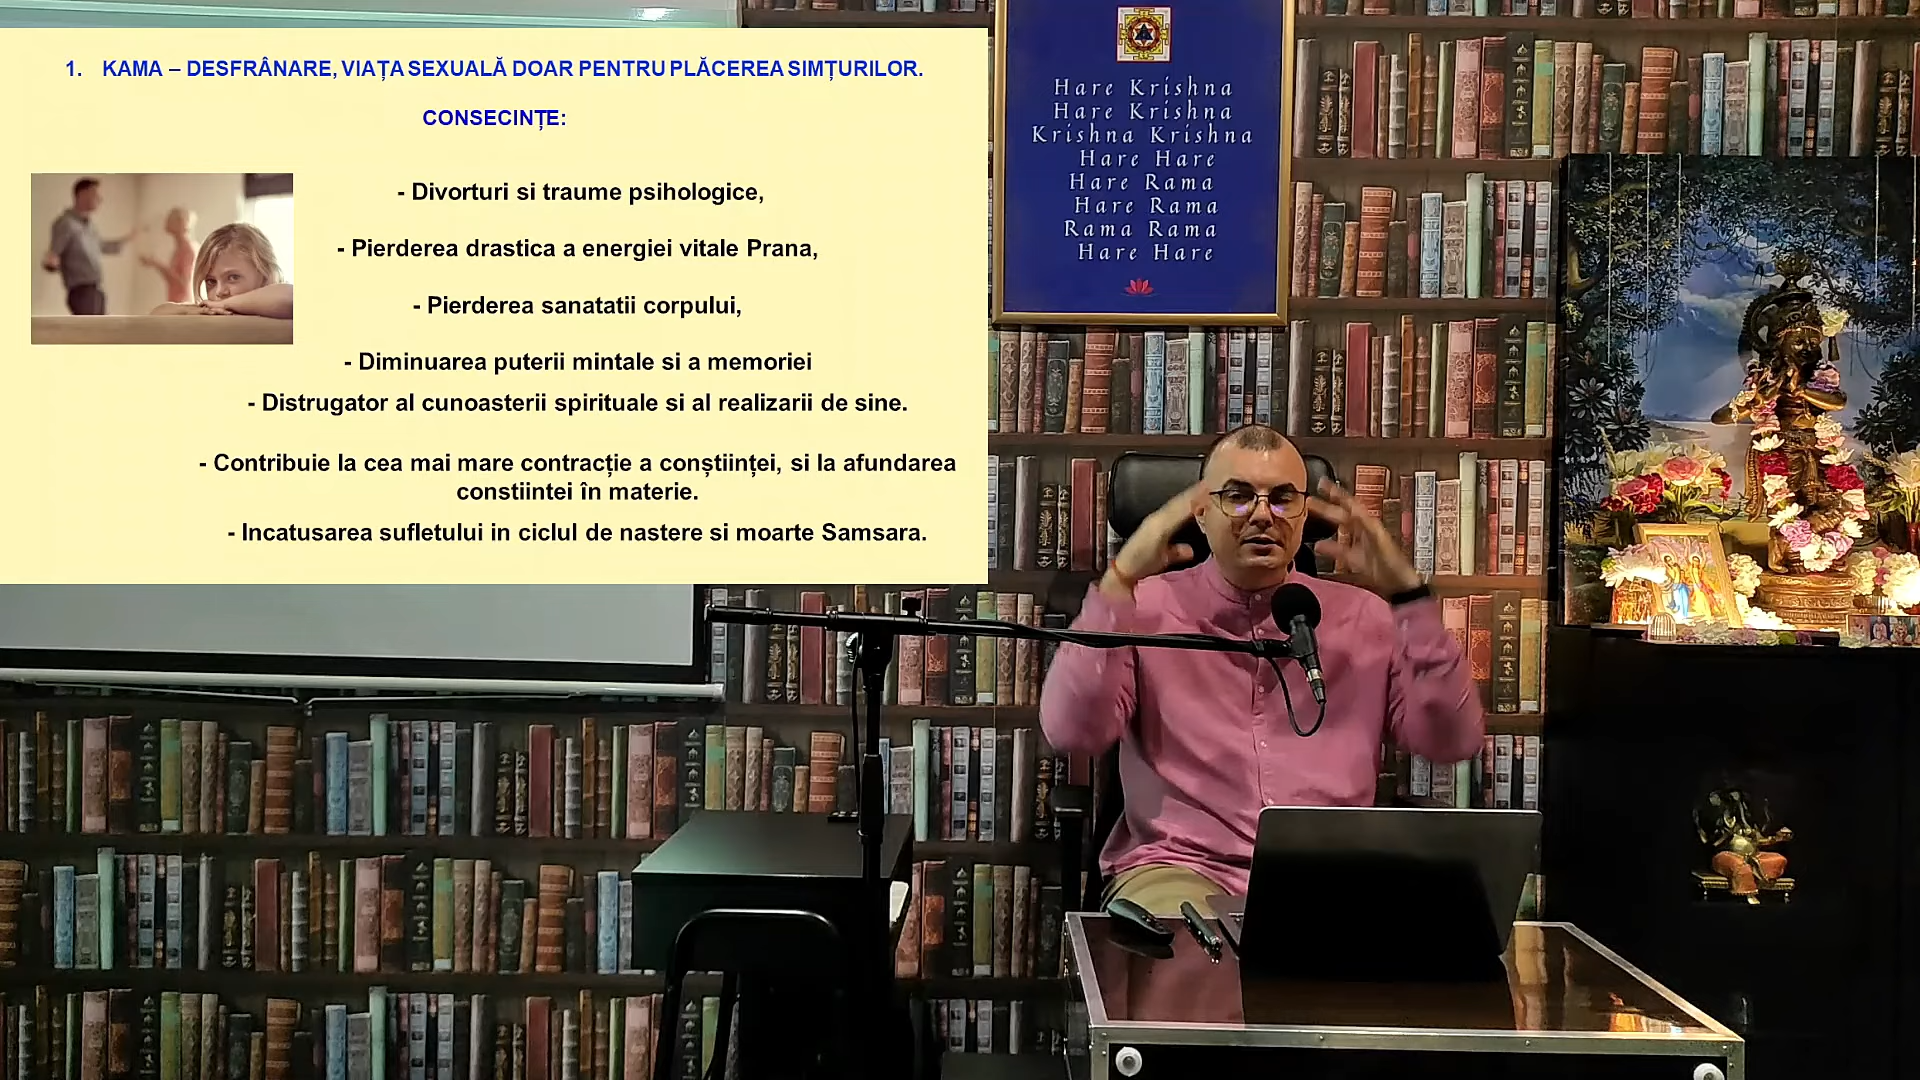 1. KAMA – DESFRÂNARE, VIAȚA SEXUALĂ DOAR PENTRU PLĂCEREA SIMȚURILOR.
CONSECINȚE:
- Divorturi si traume psihologice,
- Pierderea drastica a energiei vitale Prana,
- Pierderea sanatatii corpului,
- Diminuarea puterii mintale si a memoriei
- Distrugator al cunoasterii spirituale si al realizarii de sine.
- Contribuie la cea mai mare contracție a conștiinței, si la afundarea
constiintei în materie.
- Incatusarea sufletului in ciclul de nastere si moarte Samsara.
Hare Krishna
Hare Krishna
Krishna Krishna
Hare Hare
Hare Rama
Hare Rama
Rama Rama
Hare Hare